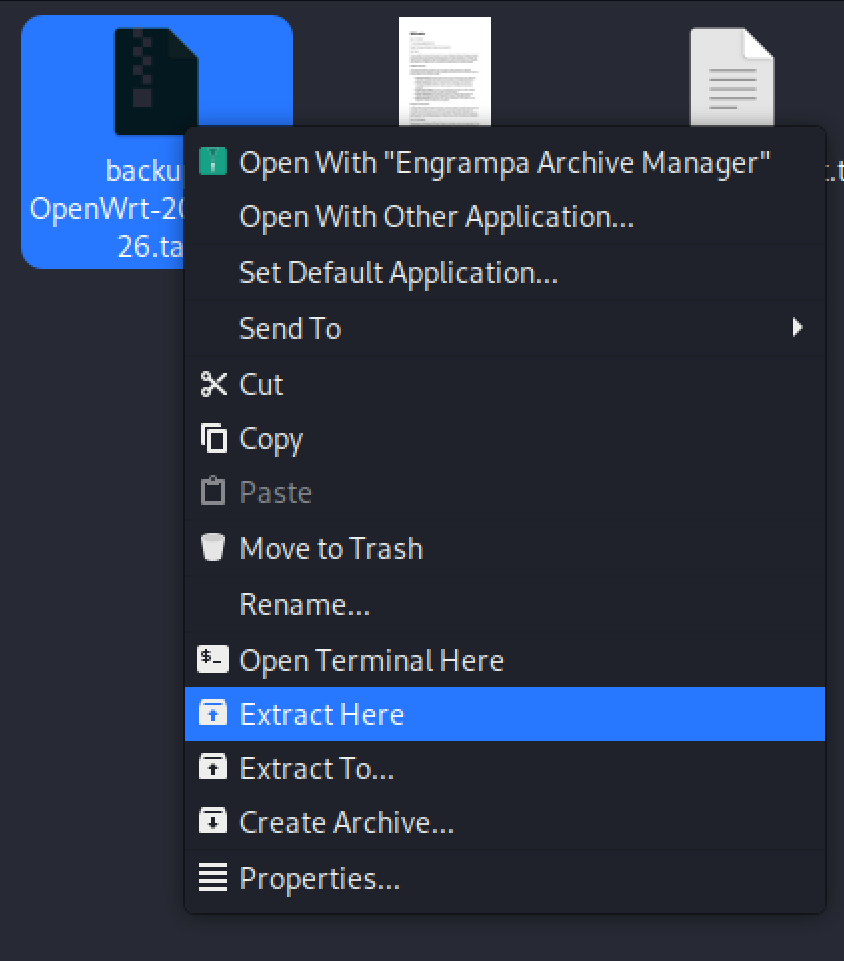 backu
OpenWrt-20
26.ta
.t
Open With "Engrampa Archive Manager"
Open With Other Application...
Set Default Application...
Send To
Cut
Copy
Paste
Move to Trash
Rename...
$_
Open Terminal Here
Extract Here
Extract To...
Create Archive...
Properties...